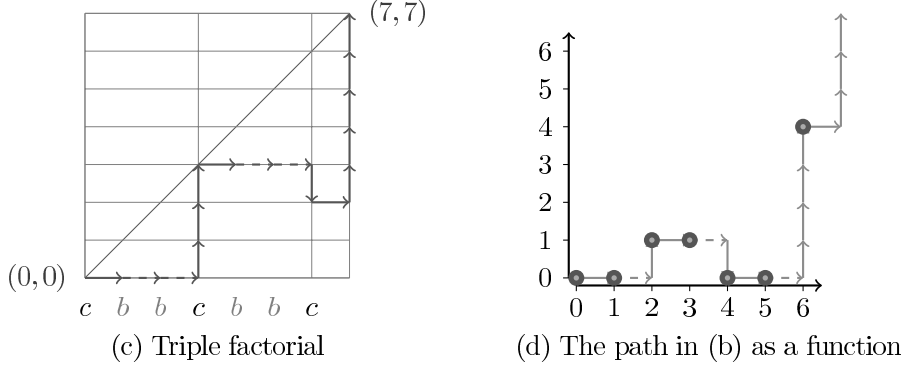 (7, 7)
(0, 0)
c b b c b b c
(c) Triple factorial
6
5
4
3
2
1
0
0 1 2 3 4 5 6
(d) The path in (b) as a function